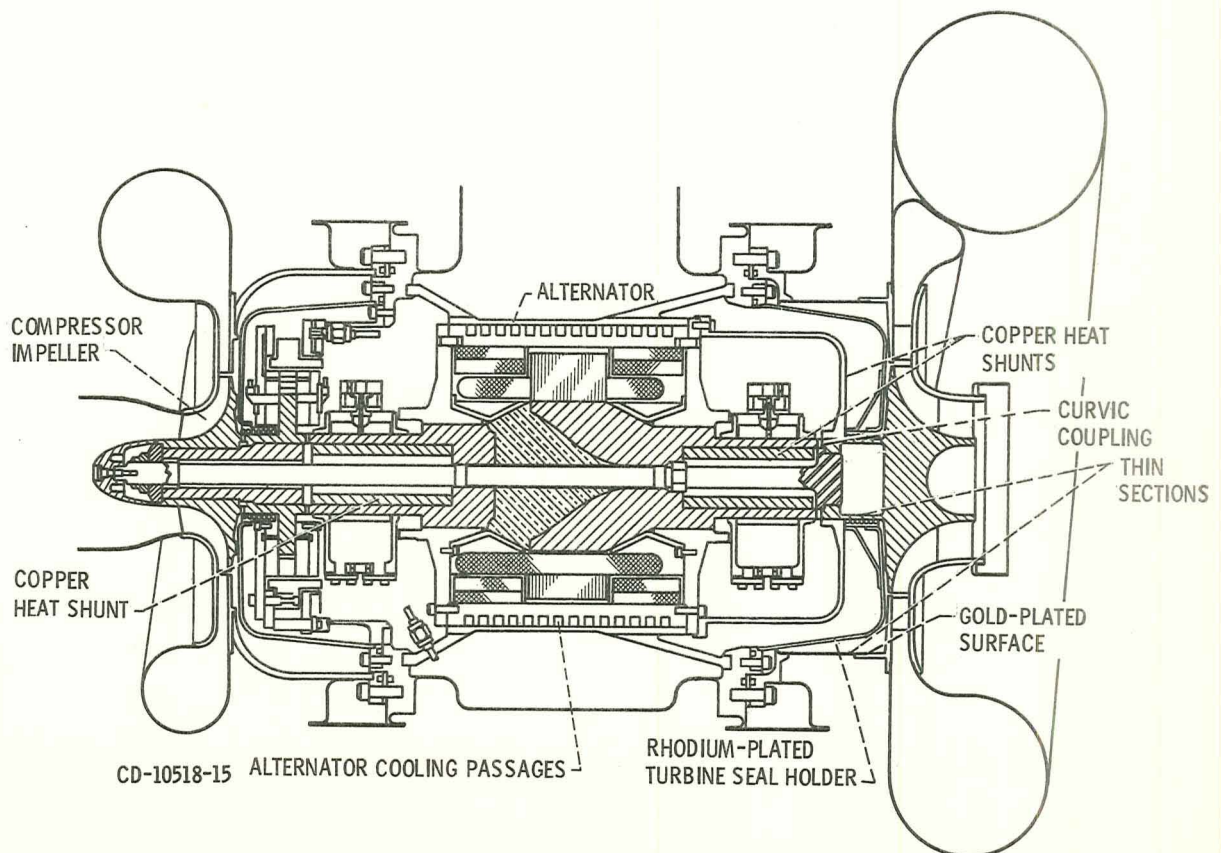 ALTERNATOR
COMPRESSOR
IMPELLER
COPPER HEAT
SHUNTS
CURVIC
COUPLING
THIN
SECTIONS
COPPER
HEAT SHUNT
GOLD-PLATED
SURFACE
RHODIUM-PLATED
TURBINE SEAL HOLDER
CD-10518-15
ALTERNATOR COOLING PASSAGES